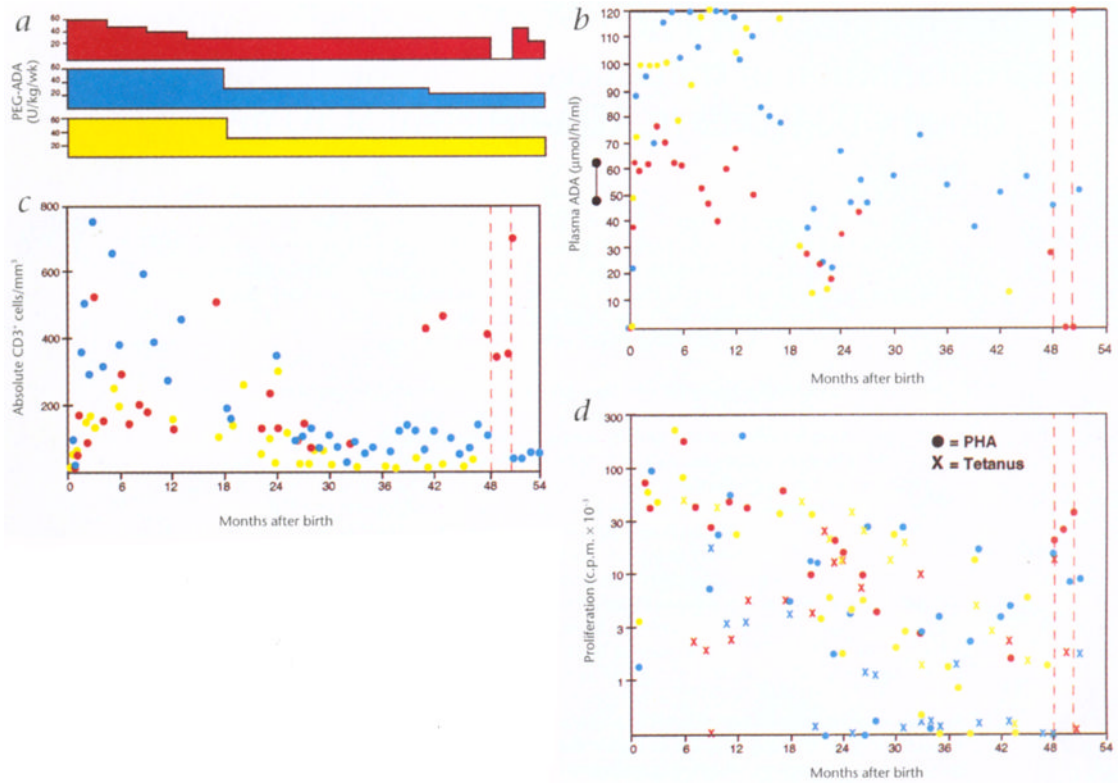 a
PEG-ADA
(U/kg/wk)
60
40
20
60
40
20
60
40
20
b
Plasma ADA (µmol/h/ml)
120
110
100
90
80
70
60
50
40
30
20
10
0 6 12 18 24 30 36 42 48 54
Months after birth
c
Absolute CD3+ cells/mm3
800
600
400
200
0 6 12 18 24 30 36 42 48 54
Months after birth
d
Proliferation (c.p.m. × 10⁻³)
300
100
30
10
3
1
● = PHA
X = Tetanus
0 6 12 18 24 30 36 42 48 54
Months after birth